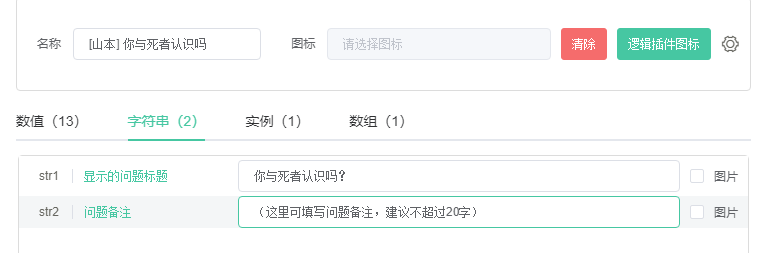 名称 [山本] 你与死者认识吗 图标 请选择图标 清除 逻辑插件图标
数值（13） 字符串（2） 实例（1） 数组（1）
str1 显示的问题标题 你与死者认识吗？ 图片
str2 问题备注 （这里可填写问题备注，建议不超过20字） 图片